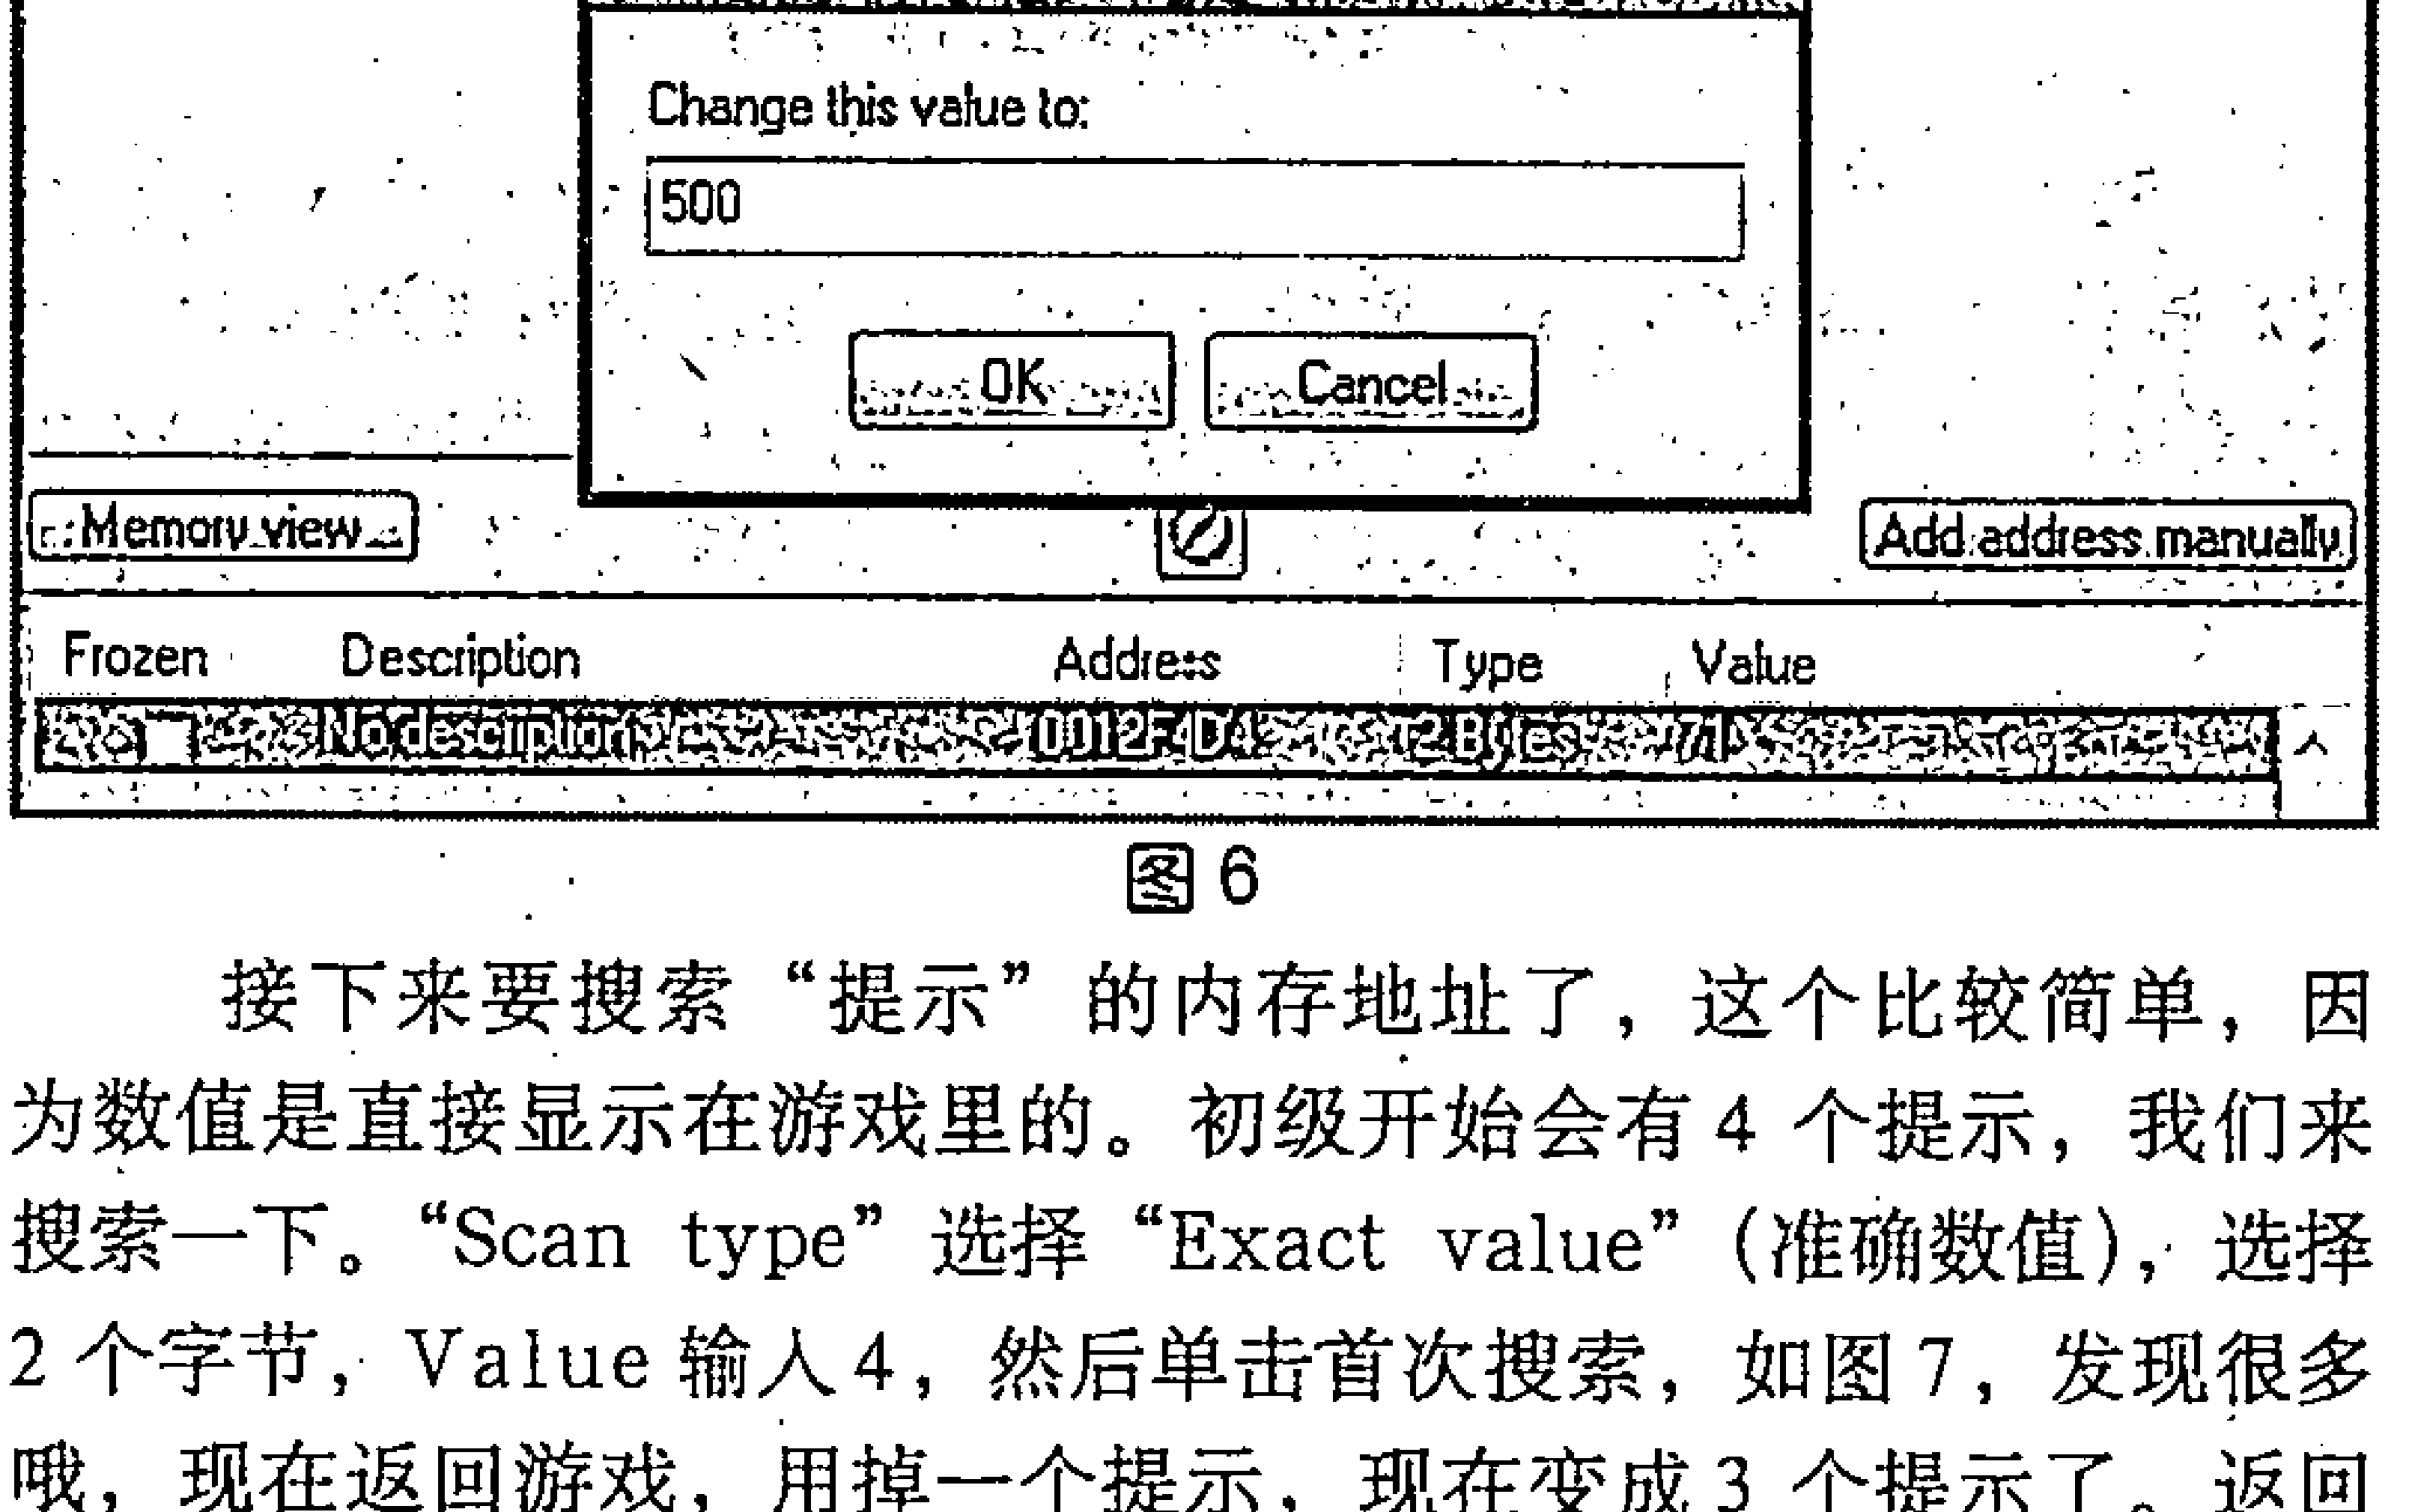 Change this value to:
500
OK Cancel
Memory view Add address manually
Frozen Description Address Type Value
No description 0012F4D4 2 Bytes 71
图 6
接下来要搜索“提示”的内存地址了，这个比较简单，因
为数值是直接显示在游戏里的。初级开始会有 4 个提示，我们来
搜索一下。“Scan type”选择“Exact value”(准确数值)，选择
2 个字节，Value 输入 4，然后单击首次搜索，如图 7，发现很多
哦，现在返回游戏，用掉一个提示，现在变成 3 个提示了。返回